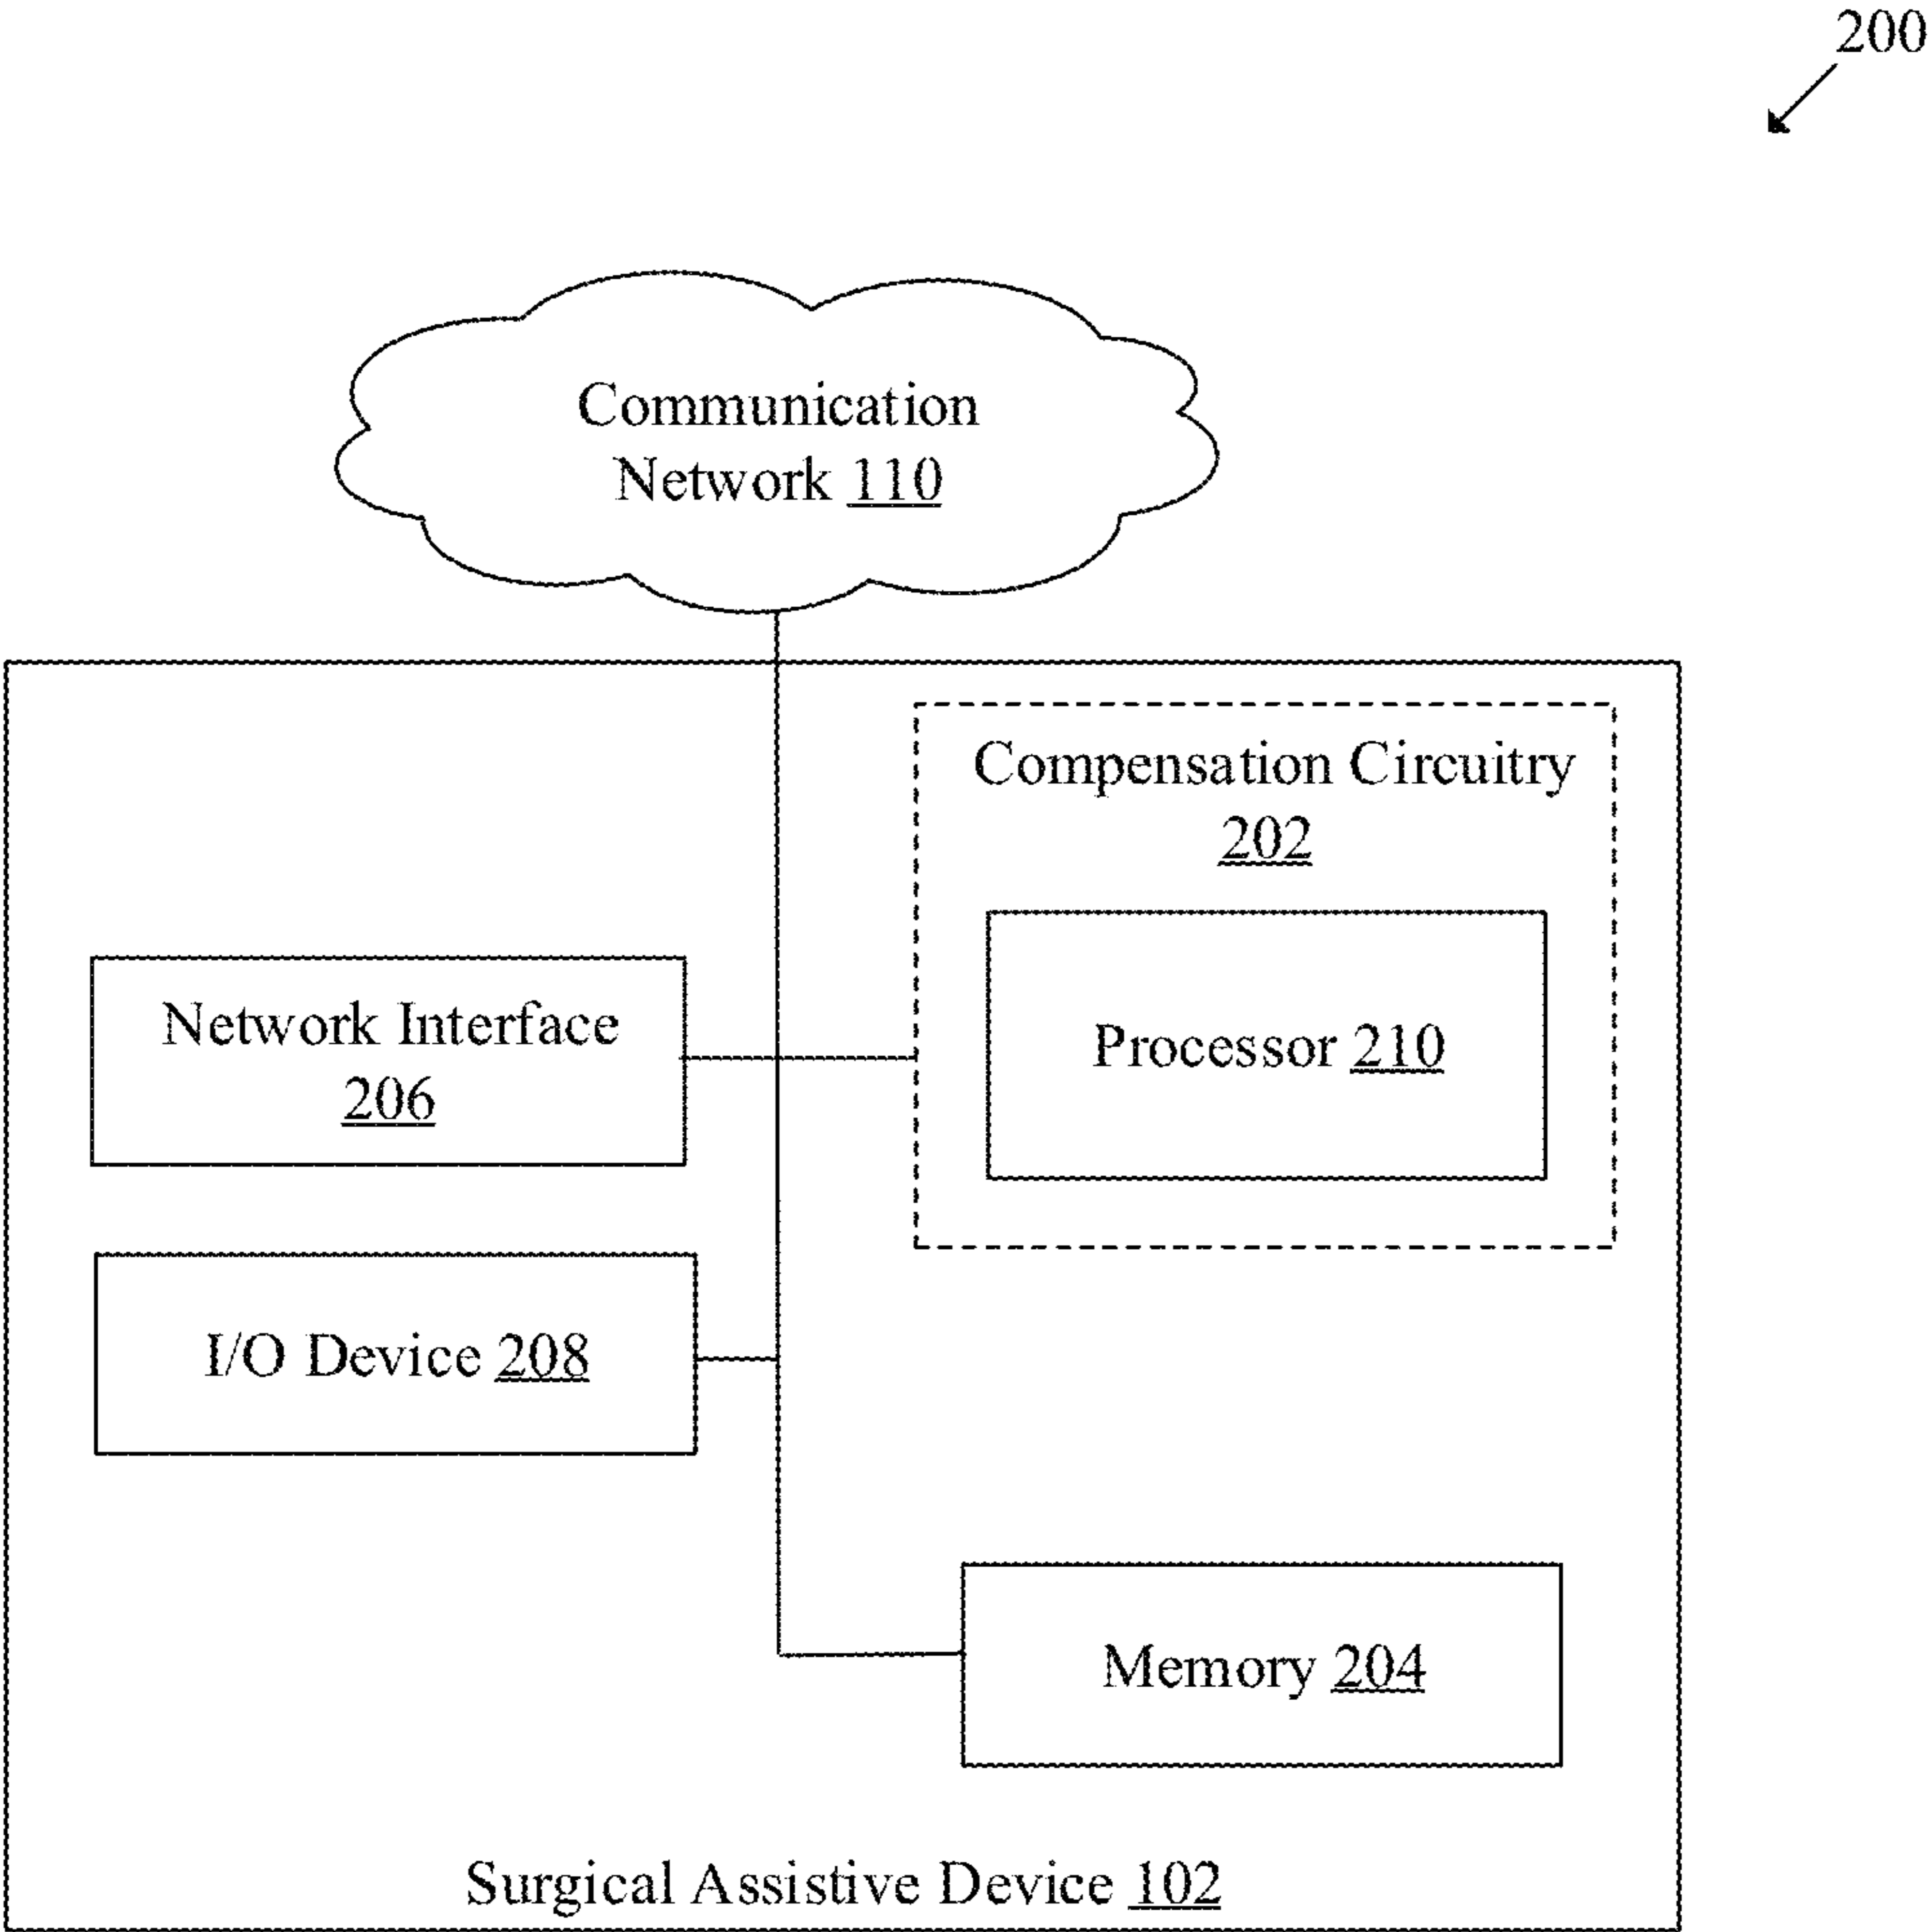 200
Communication
Network 110
Compensation Circuitry
202
Network Interface
206
Processor 210
I/O Device 208
Memory 204
Surgical Assistive Device 102